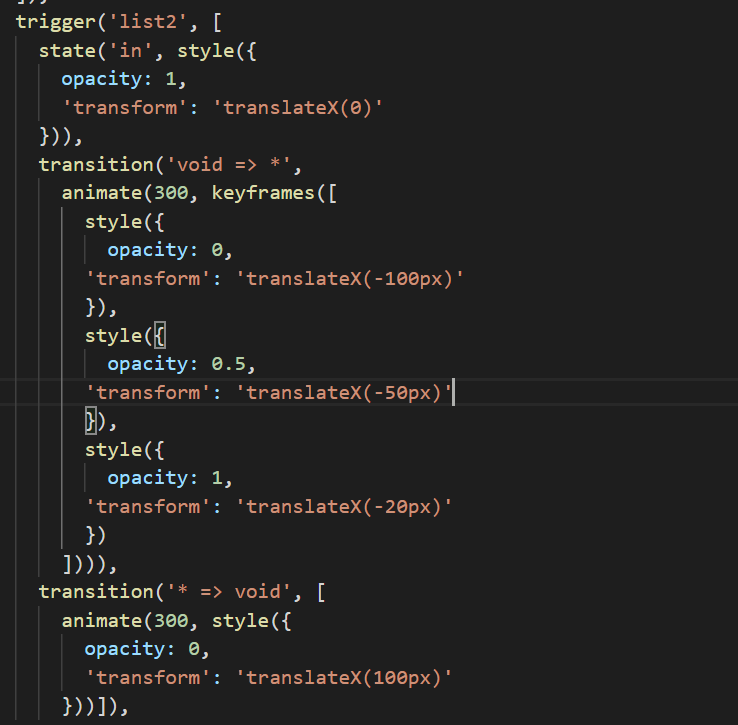 ]),
trigger('list2', [
state('in', style({
opacity: 1,
'transform': 'translateX(0)'
})),
transition('void => *',
animate(300, keyframes([
style({
opacity: 0,
'transform': 'translateX(-100px)'
}),
style({
opacity: 0.5,
'transform': 'translateX(-50px)'
}),
style({
opacity: 1,
'transform': 'translateX(-20px)'
})
]))),
transition('* => void', [
animate(300, style({
opacity: 0,
'transform': 'translateX(100px)'
}))]),